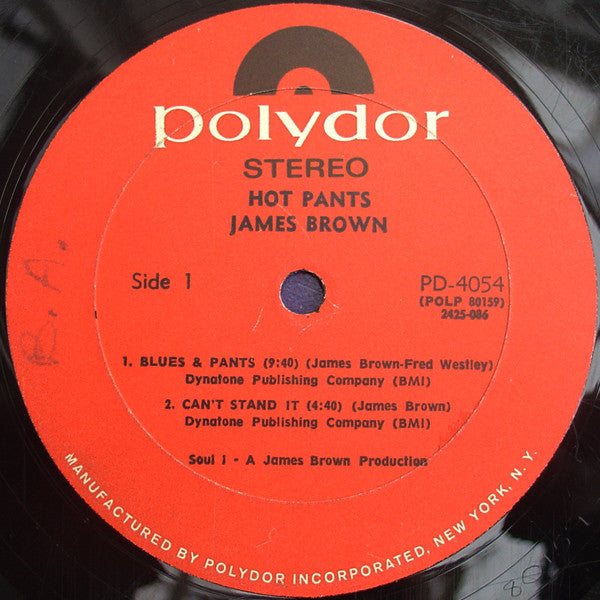 polydor
STEREO
HOT PANTS
JAMES BROWN
Side 1
PD-4054
(POLP 80159)
2425-086
1. BLUES & PANTS (9:40) (James Brown-Fred Westley)
Dynatone Publishing Company (BMI)
2. CAN'T STAND IT (4:40) (James Brown)
Dynatone Publishing Company (BMI)
Soul I - A James Brown Production
MANUFACTURED BY POLYDOR INCORPORATED, NEW YORK, N.Y.
R.A.